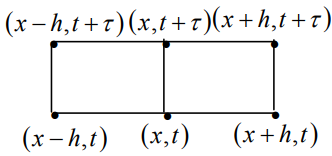 (x−h,t+τ) (x,t+τ) (x+h,t+τ)
(x−h,t) (x,t) (x+h,t)